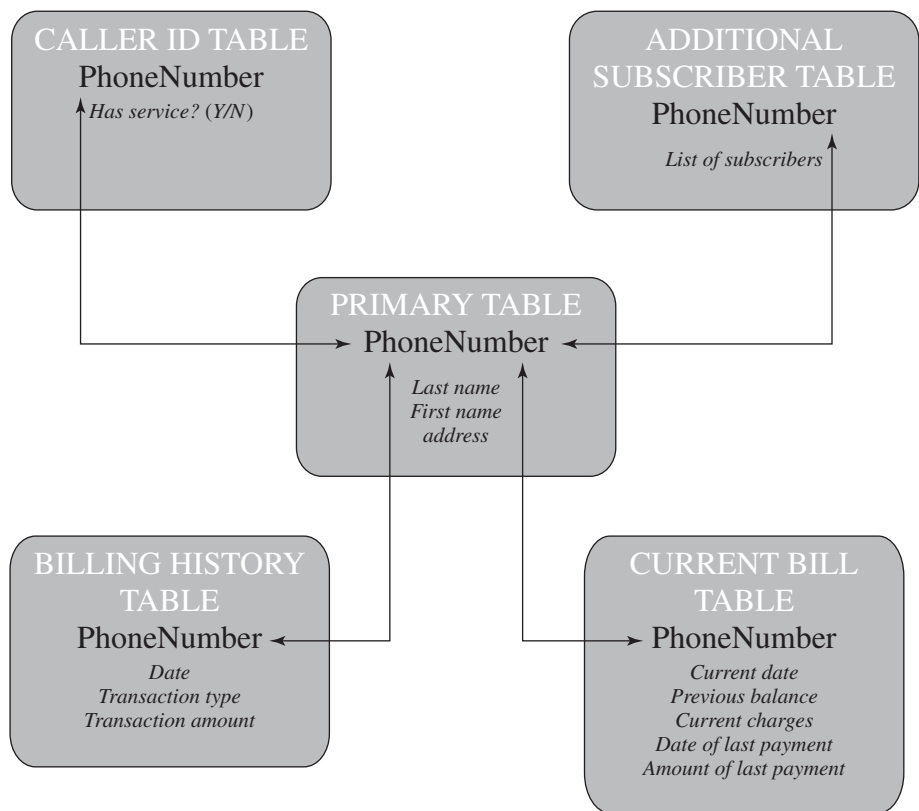 CALLER ID TABLE
PhoneNumber
Has service? (Y/N)
ADDITIONAL
SUBSCRIBER TABLE
PhoneNumber
List of subscribers
PRIMARY TABLE
PhoneNumber
Last name
First name
address
BILLING HISTORY
TABLE
PhoneNumber
Date
Transaction type
Transaction amount
CURRENT BILL
TABLE
PhoneNumber
Current date
Previous balance
Current charges
Date of last payment
Amount of last payment